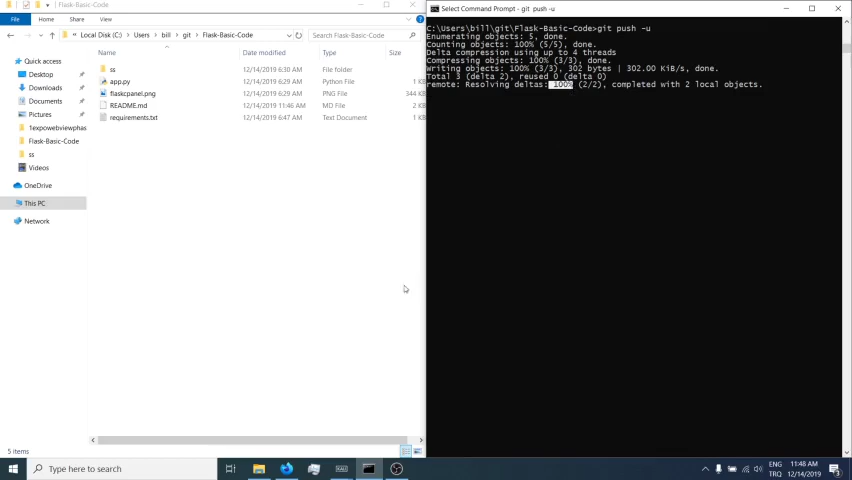 Flask-Basic-Code
File Home Share View
Local Disk (C:) Users bill git Flask-Basic-Code Search Flask-Basic-Code
Name Date modified Type Size
Quick access
Desktop
Downloads
Documents
Pictures
1expowebviewphas
Flask-Basic-Code
ss
Videos
OneDrive
This PC
Network
ss 12/14/2019 6:30 AM File folder
app.py 12/14/2019 6:29 AM Python File 1 KB
flaskcpanel.png 12/14/2019 6:29 AM PNG File 344 KB
README.md 12/14/2019 11:46 AM MD File 2 KB
requirements.txt 12/14/2019 6:47 AM Text Document 1 KB
5 items
Select Command Prompt - git push -u
C:\Users\bill\git\Flask-Basic-Code>git push -u
Enumerating objects: 5, done.
Counting objects: 100% (5/5), done.
Delta compression using up to 4 threads
Compressing objects: 100% (3/3), done.
Writing objects: 100% (3/3), 302 bytes | 302.00 KiB/s, done.
Total 3 (delta 2), reused 0 (delta 0)
remote: Resolving deltas: 100% (2/2), completed with 2 local objects.
Type here to search
ENG 11:48 AM
TRQ 12/14/2019